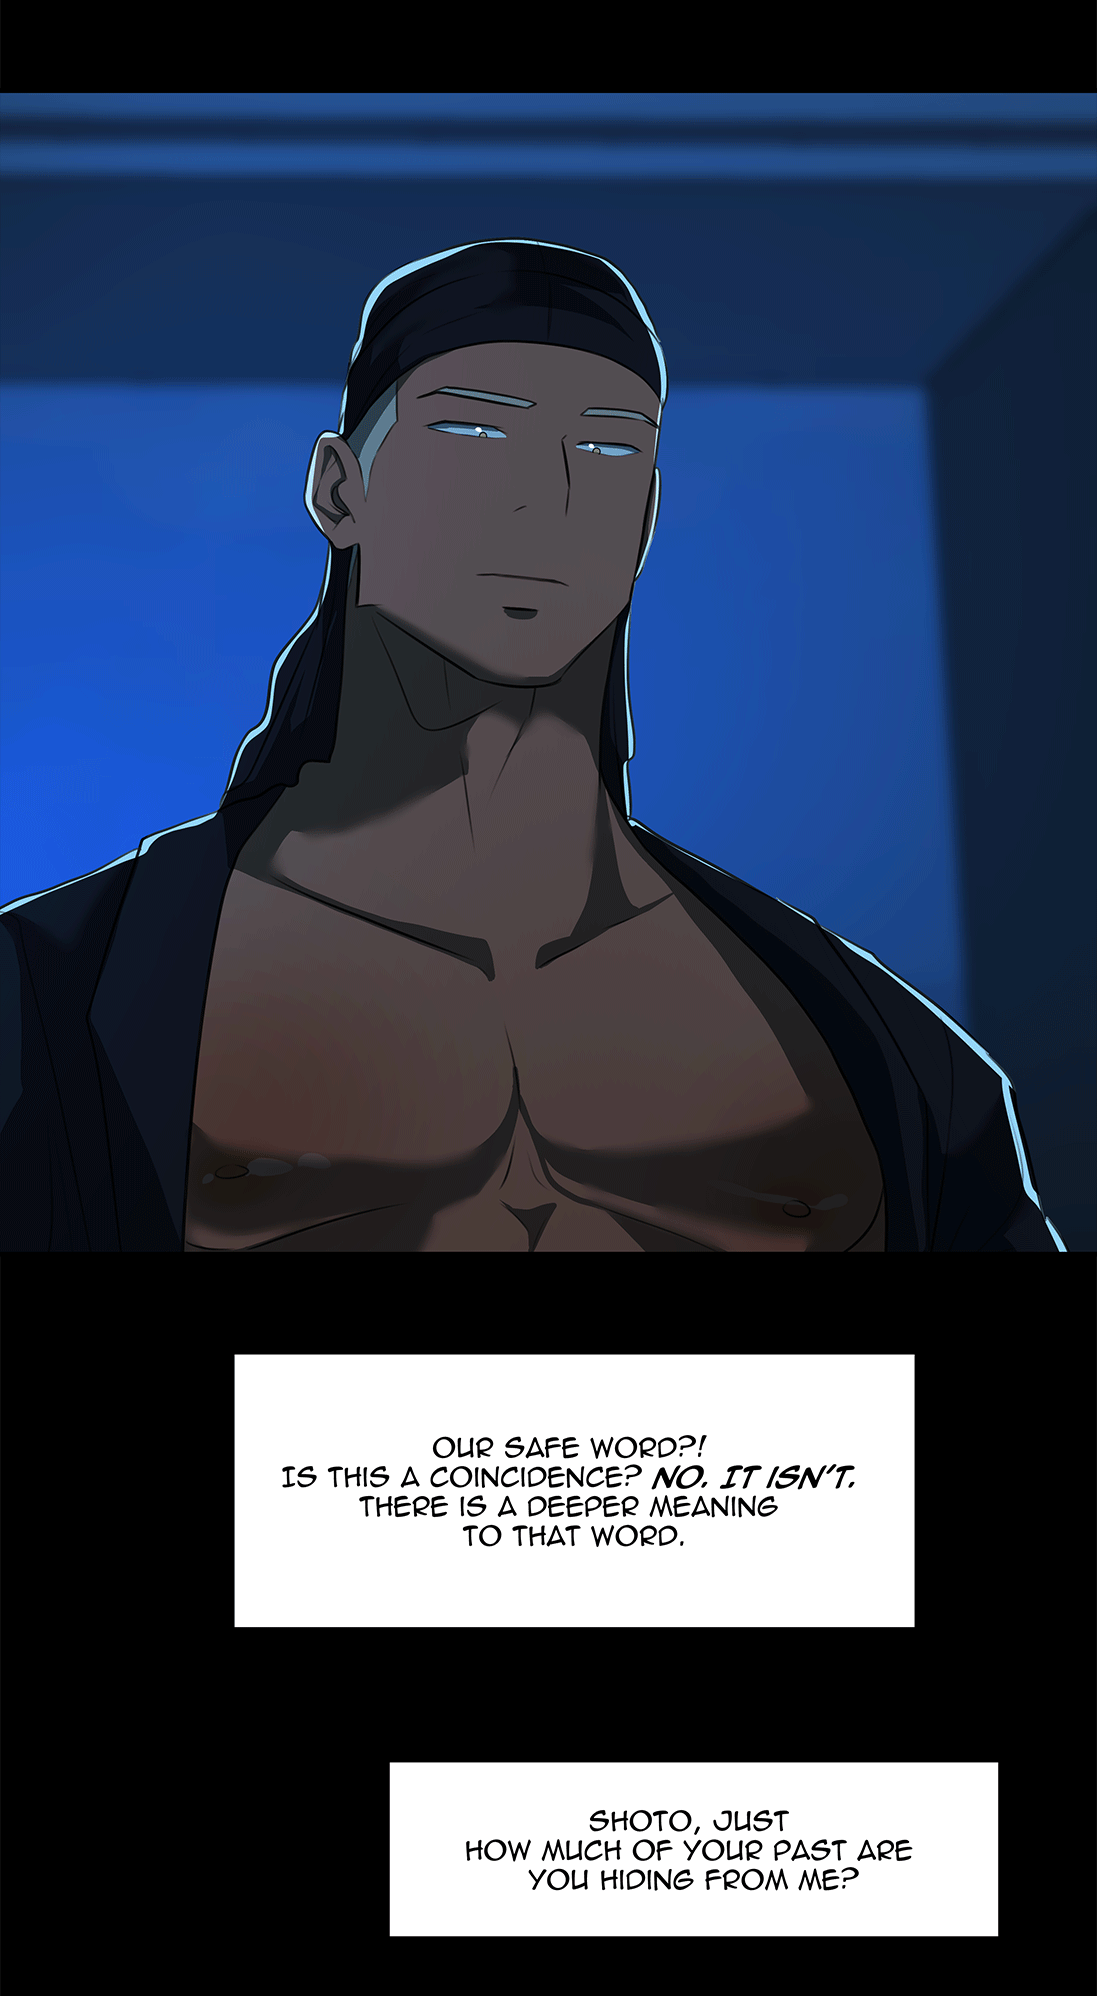 OUR SAFE WORD?!
IS THIS A COINCIDENCE? NO. IT ISN'T.
THERE IS A DEEPER MEANING
TO THAT WORD.
SHOTO, JUST
HOW MUCH OF YOUR PAST ARE
YOU HIDING FROM ME?